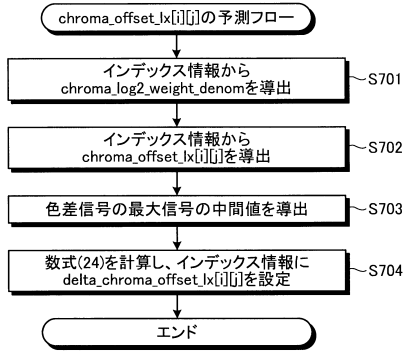 chroma_offset_lx[i][j]の予測フロー
インデックス情報から
chroma_log2_weight_denomを導出
S701
インデックス情報から
chroma_offset_lx[i][j]を導出
S702
色差信号の最大信号の中間値を導出
S703
数式(24)を計算し、インデックス情報に
delta_chroma_offset_lx[i][j]を設定
S704
エンド